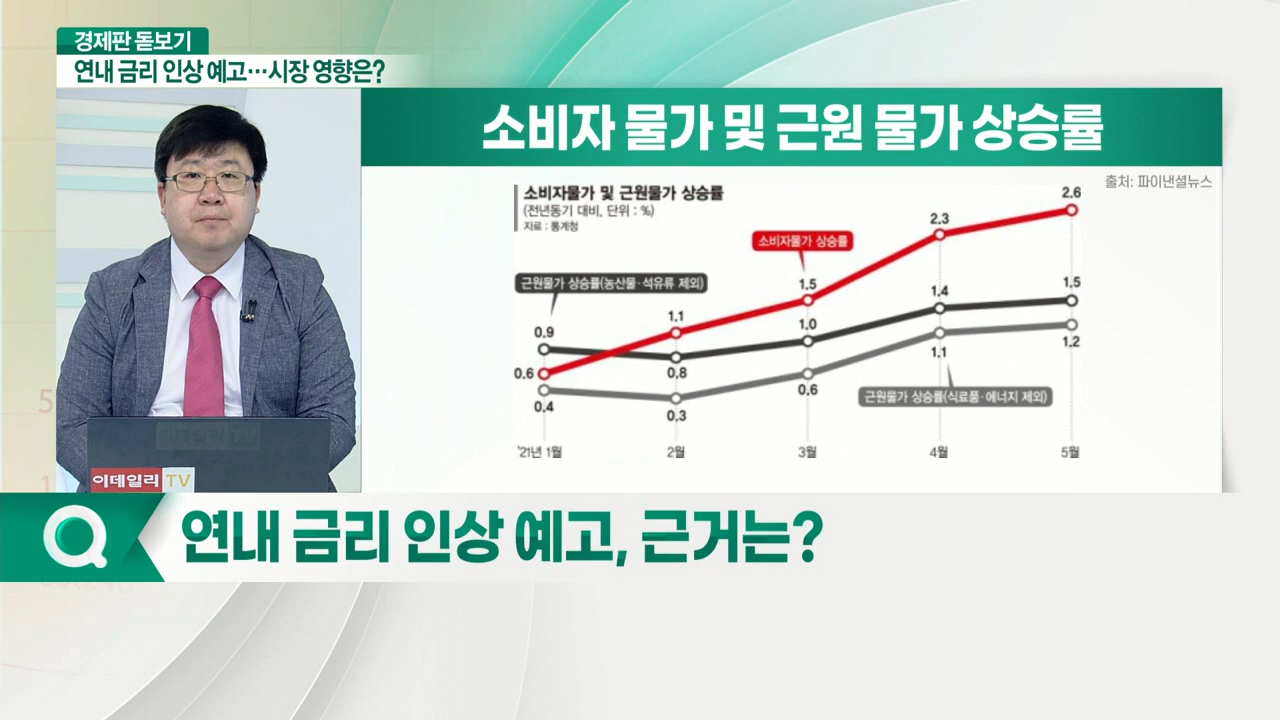 경제판 돋보기
연내 금리 인상 예고…시장 영향은?
소비자 물가 및 근원 물가 상승률
출처: 파이낸셜뉴스
소비자물가 및 근원물가 상승률
(전년동기 대비, 단위 : %)
자료 : 통계청
2.6
2.3
소비자물가 상승률
근원물가 상승률(농산물·석유류 제외)
1.5
1.5
1.4
1.1
1.0
0.9
0.8
1.2
1.1
0.6
0.6
0.4
0.3
근원물가 상승률(식료품·에너지 제외)
'21년 1월
2월
3월
4월
5월
이데일리 TV
이데일리 TV
연내 금리 인상 예고, 근거는?